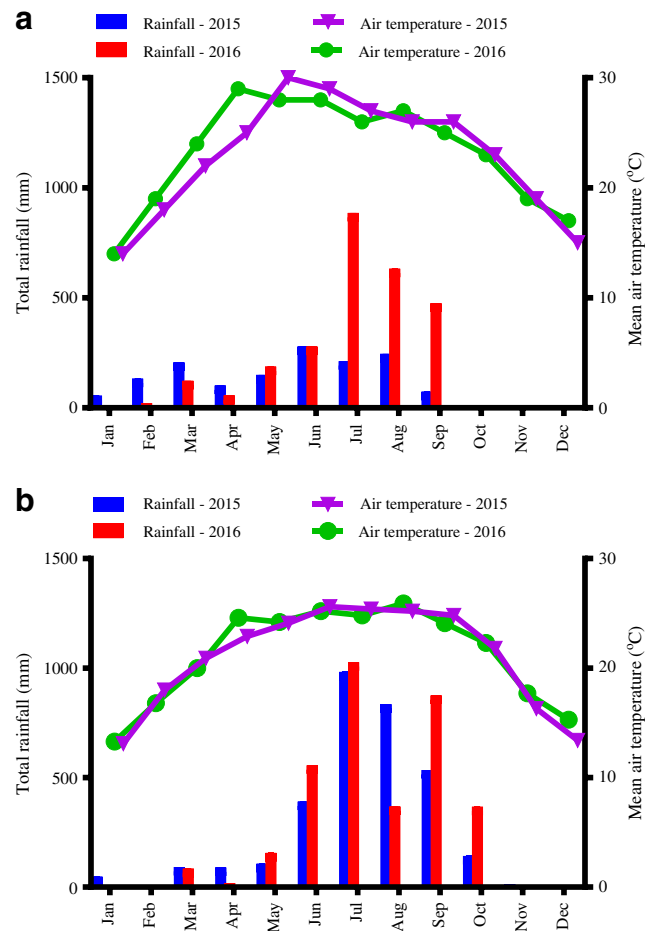 a
Rainfall - 2015
Air temperature - 2015
Rainfall - 2016
Air temperature - 2016
1500
30
1000
20
500
10
0
0
Total rainfall (mm)
Mean air temperature (°C)
Jan Feb Mar Apr May Jun Jul Aug Sep Oct Nov Dec
b
Rainfall - 2015
Air temperature - 2015
Rainfall - 2016
Air temperature - 2016
1500
30
1000
20
500
10
0
0
Total rainfall (mm)
Mean air temperature (°C)
Jan Feb Mar Apr May Jun Jul Aug Sep Oct Nov Dec